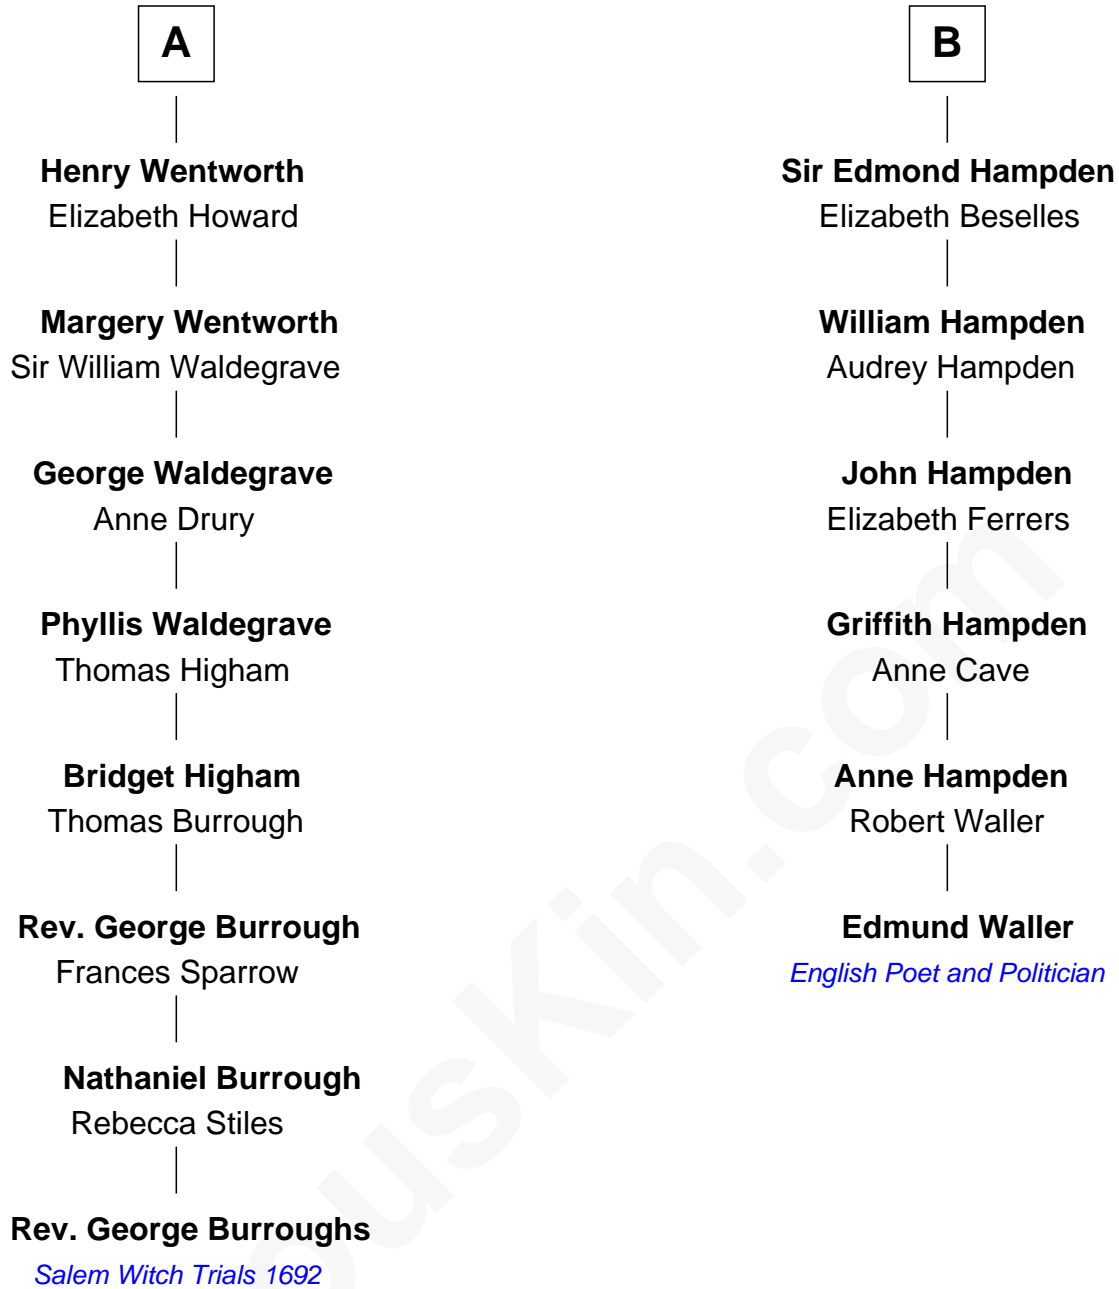 A
Henry Wentworth
Elizabeth Howard
Margery Wentworth
Sir William Waldegrave
George Waldegrave
Anne Drury
Phyllis Waldegrave
Thomas Higham
Bridget Higham
Thomas Burrough
Rev. George Burrough
Frances Sparrow
Nathaniel Burrough
Rebecca Stiles
Rev. George Burroughs
Salem Witch Trials 1692
B
Sir Edmond Hampden
Elizabeth Beselles
William Hampden
Audrey Hampden
John Hampden
Elizabeth Ferrers
Griffith Hampden
Anne Cave
Anne Hampden
Robert Waller
Edmund Waller
English Poet and Politician
ousKin.com